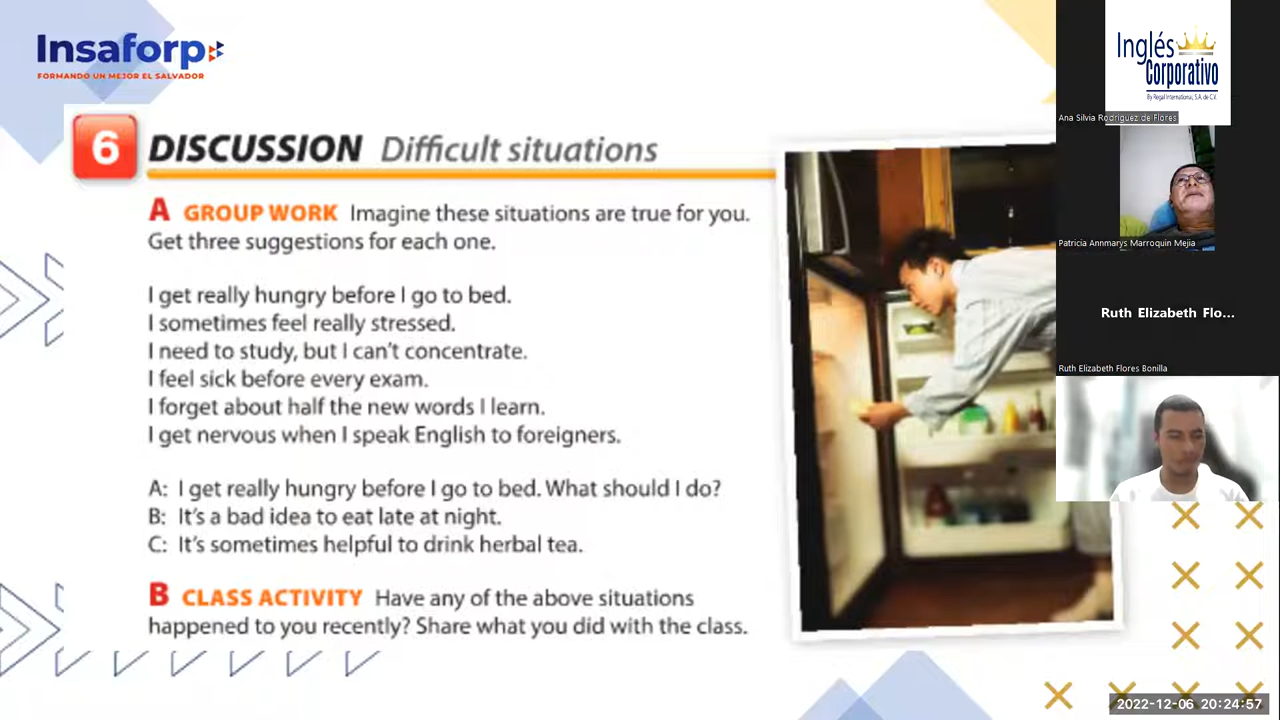 Insaforp
FORMANDO UN MEJOR EL SALVADOR
6 DISCUSSION Difficult situations
A GROUP WORK Imagine these situations are true for you.
Get three suggestions for each one.
I get really hungry before I go to bed.
I sometimes feel really stressed.
I need to study, but I can't concentrate.
I feel sick before every exam.
I forget about half the new words I learn.
I get nervous when I speak English to foreigners.
A: I get really hungry before I go to bed. What should I do?
B: It's a bad idea to eat late at night.
C: It's sometimes helpful to drink herbal tea.
B CLASS ACTIVITY Have any of the above situations
happened to you recently? Share what you did with the class.
Inglés
Corporativo
By Regal International, S.A. de C.V.
Ana Silvia Rodriguez de Flores
Patricia Annmarys Marroquin Mejia
Ruth Elizabeth Flo...
Ruth Elizabeth Flores Bonilla
2022-12-06 20:24:57